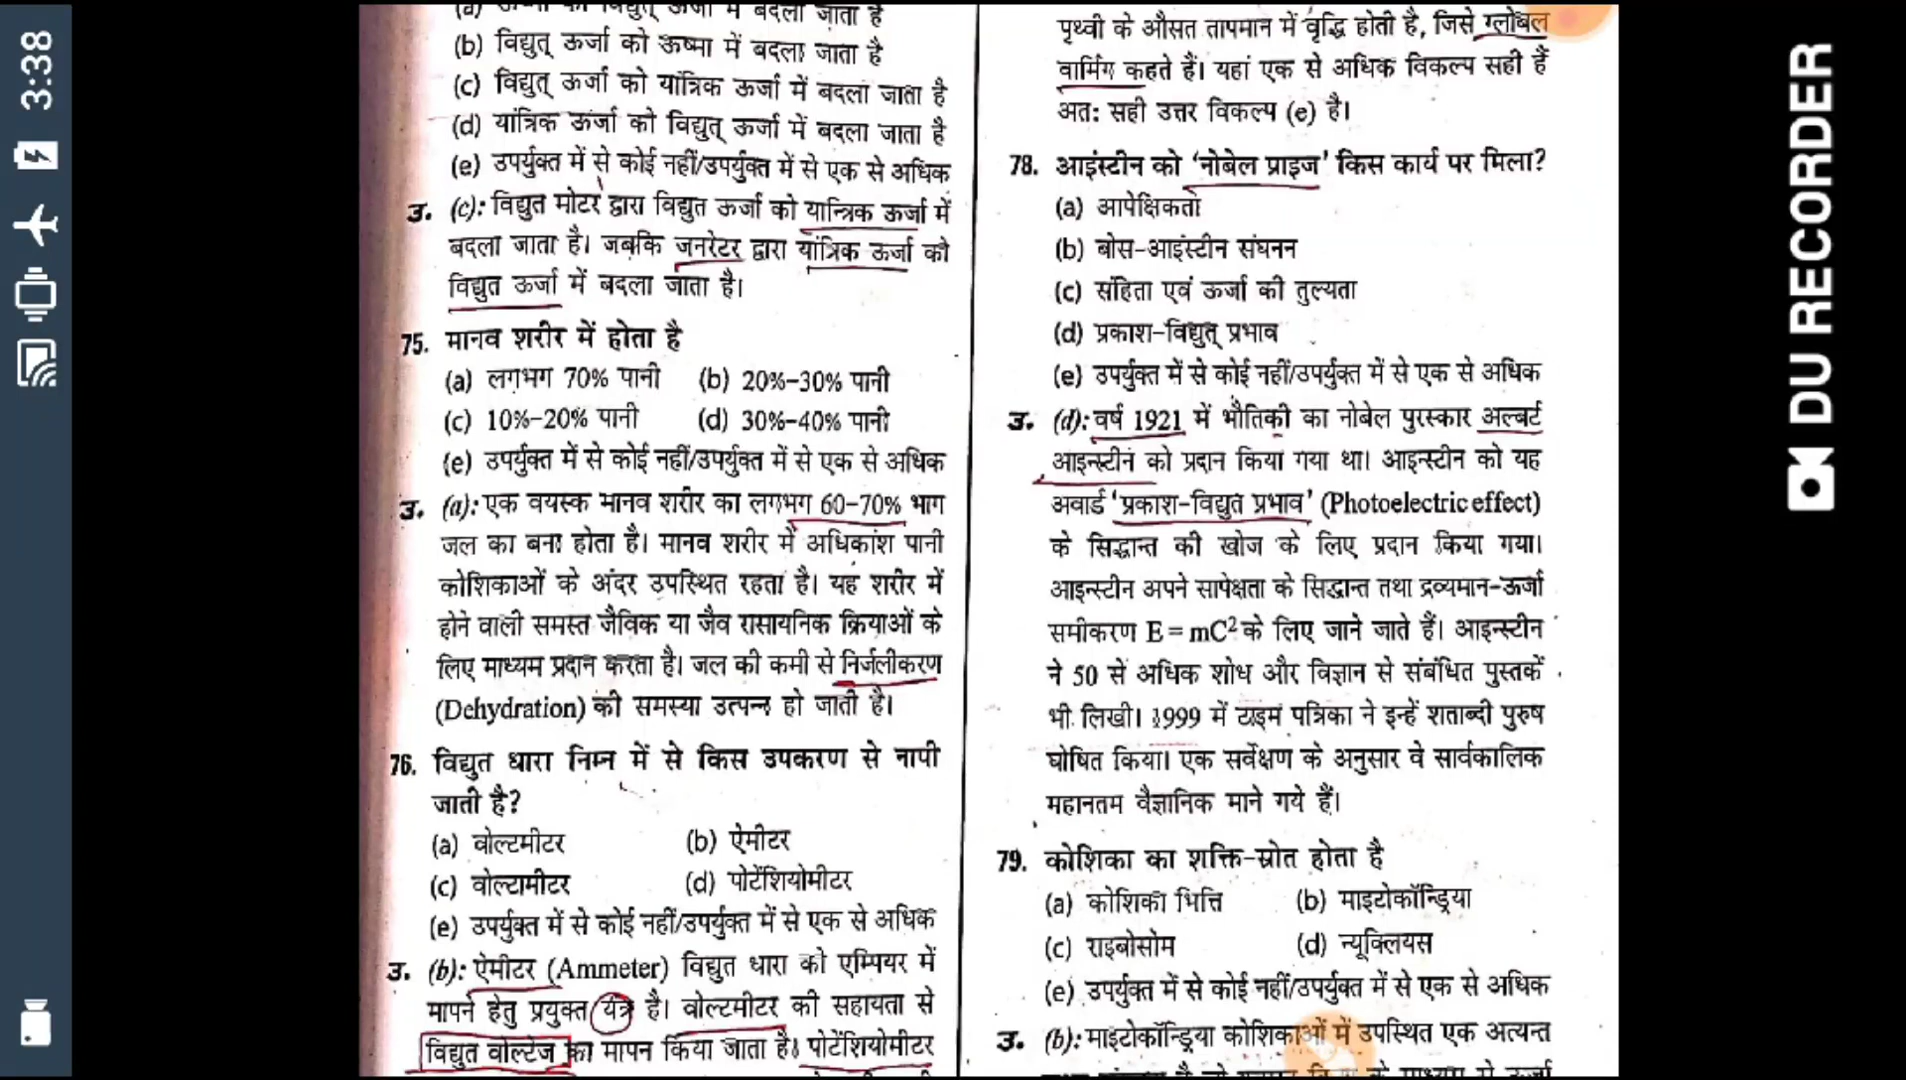 3:38
(b) विद्युत् ऊर्जा को ऊष्मा में बदला जाता है
(c) विद्युत् ऊर्जा को यांत्रिक ऊर्जा में बदला जाता है
(d) यांत्रिक ऊर्जा को विद्युत् ऊर्जा में बदला जाता है
(e) उपर्युक्त में से कोई नहीं/उपर्युक्त में से एक से अधिक
उ. (c): विद्युत मोटर द्वारा विद्युत ऊर्जा को यान्त्रिक ऊर्जा में
बदला जाता है। जबकि जनरेटर द्वारा यांत्रिक ऊर्जा को
विद्युत ऊर्जा में बदला जाता है।
75. मानव शरीर में होता है
(a) लगभग 70% पानी (b) 20%-30% पानी
(c) 10%-20% पानी (d) 30%-40% पानी
(e) उपर्युक्त में से कोई नहीं/उपर्युक्त में से एक से अधिक
उ. (a): एक वयस्क मानव शरीर का लगभग 60-70% भाग
जल का बना होता है। मानव शरीर में अधिकांश पानी
कोशिकाओं के अंदर उपस्थित रहता है। यह शरीर में
होने वाली समस्त जैविक या जैव रासायनिक क्रियाओं के
लिए माध्यम प्रदान करता है। जल की कमी से निर्जलीकरण
(Dehydration) की समस्या उत्पन्न हो जाती है।
76. विद्युत धारा निम्न में से किस उपकरण से नापी
जाती है?
(a) वोल्टमीटर (b) ऐमीटर
(c) वोल्टामीटर (d) पोटेंशियोमीटर
(e) उपर्युक्त में से कोई नहीं/उपर्युक्त में से एक से अधिक
उ. (b): ऐमीटर (Ammeter) विद्युत धारा को एम्पियर में
मापने हेतु प्रयुक्त यंत्र है। वोल्टमीटर की सहायता से
विद्युत वोल्टेज का मापन किया जाता है। पोटेंशियोमीटर
पृथ्वी के औसत तापमान में वृद्धि होती है, जिसे ग्लोबल
वार्मिंग कहते हैं। यहां एक से अधिक विकल्प सही हैं
अत: सही उत्तर विकल्प (e) है।
78. आइंस्टीन को ‘नोबेल प्राइज’ किस कार्य पर मिला?
(a) आपेक्षिकता
(b) बोस-आइंस्टीन संघनन
(c) संहिता एवं ऊर्जा की तुल्यता
(d) प्रकाश-विद्युत् प्रभाव
(e) उपर्युक्त में से कोई नहीं/उपर्युक्त में से एक से अधिक
उ. (d): वर्ष 1921 में भौतिकी का नोबेल पुरस्कार अल्बर्ट
आइन्स्टीन को प्रदान किया गया था। आइन्स्टीन को यह
अवार्ड ‘प्रकाश-विद्युत प्रभाव’ (Photoelectric effect)
के सिद्धान्त की खोज के लिए प्रदान किया गया।
आइन्स्टीन अपने सापेक्षता के सिद्धान्त तथा द्रव्यमान-ऊर्जा
समीकरण E = mC² के लिए जाने जाते हैं। आइन्स्टीन
ने 50 से अधिक शोध और विज्ञान से संबंधित पुस्तकें
भी लिखी। 1999 में टाइम पत्रिका ने इन्हें शताब्दी पुरुष
घोषित किया। एक सर्वेक्षण के अनुसार वे सार्वकालिक
महानतम वैज्ञानिक माने गये हैं।
79. कोशिका का शक्ति-स्रोत होता है
(a) कोशिका भित्ति (b) माइटोकॉन्ड्रिया
(c) राइबोसोम (d) न्यूक्लियस
(e) उपर्युक्त में से कोई नहीं/उपर्युक्त में से एक से अधिक
उ. (b): माइटोकॉन्ड्रिया कोशिकाओं में उपस्थित एक अत्यन्त
DU RECORDER